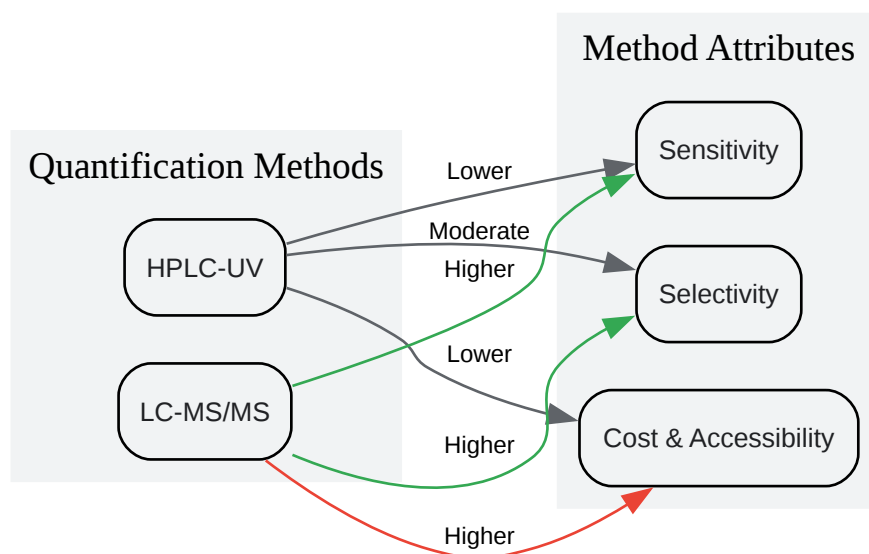 Method Attributes
Quantification Methods
Sensitivity
Lower
Moderate
HPLC-UV
Higher
Selectivity
Lower
LC-MS/MS
Higher
Cost & Accessibility
Higher